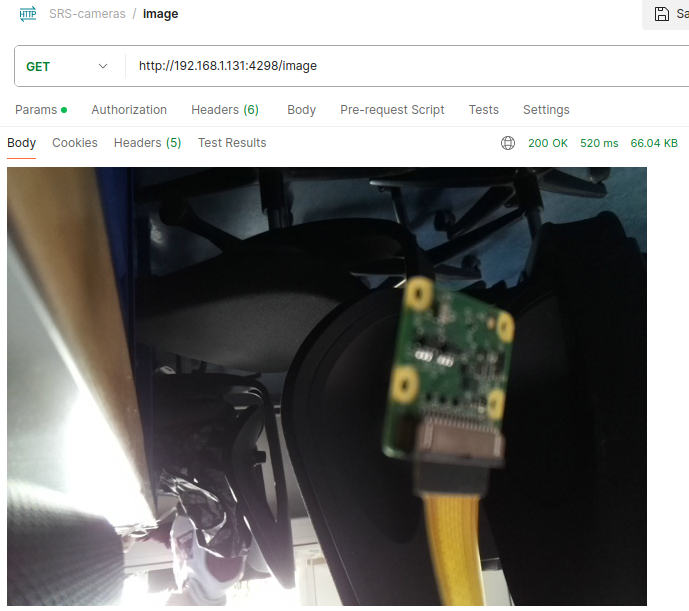 HTTP SRS-cameras / image Sa
GET http://192.168.1.131:4298/image
Params Authorization Headers (6) Body Pre-request Script Tests Settings
Body Cookies Headers (5) Test Results 200 OK 520 ms 66.04 KB